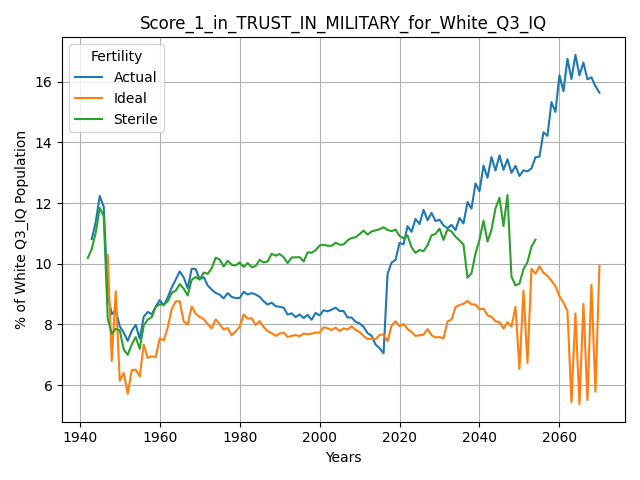 Score_1_in_TRUST_IN_MILITARY_for_White_Q3_IQ
Fertility
Actual
Ideal
Sterile
% of White Q3_IQ Population
16
14
12
10
8
6
1940 1960 1980 2000 2020 2040 2060
Years